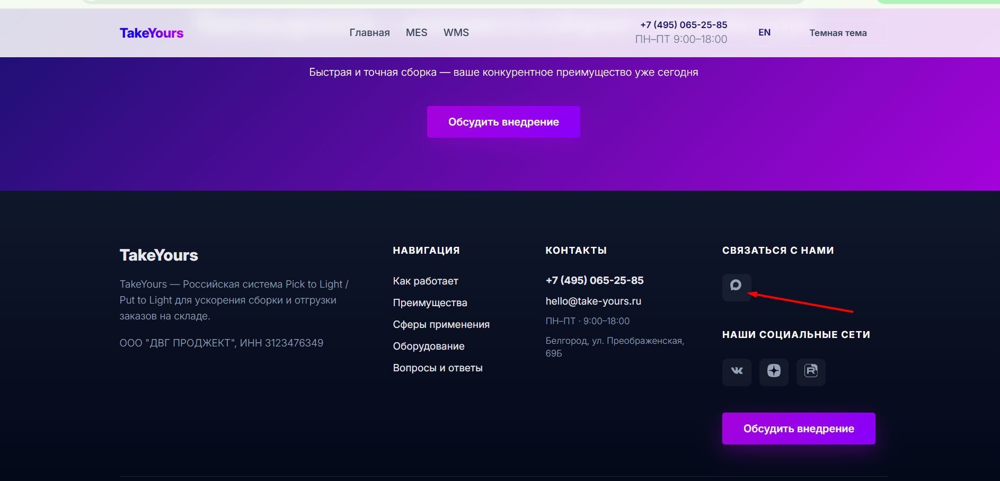 TakeYours
Главная
MES
WMS
+7 (495) 065-25-85
ПН–ПТ 9:00–18:00
EN
Темная тема
Быстрая и точная сборка — ваше конкурентное преимущество уже сегодня
Обсудить внедрение
TakeYours
TakeYours — Российская система Pick to Light /
Put to Light для ускорения сборки и отгрузки
заказов на складе.
ООО "ДВГ ПРОДЖЕКТ", ИНН 3123476349
НАВИГАЦИЯ
Как работает
Преимущества
Сферы применения
Оборудование
Вопросы и ответы
КОНТАКТЫ
+7 (495) 065-25-85
hello@take-yours.ru
ПН–ПТ · 9:00–18:00
Белгород, ул. Преображенская,
69Б
СВЯЗАТЬСЯ С НАМИ
НАШИ СОЦИАЛЬНЫЕ СЕТИ
Обсудить внедрение